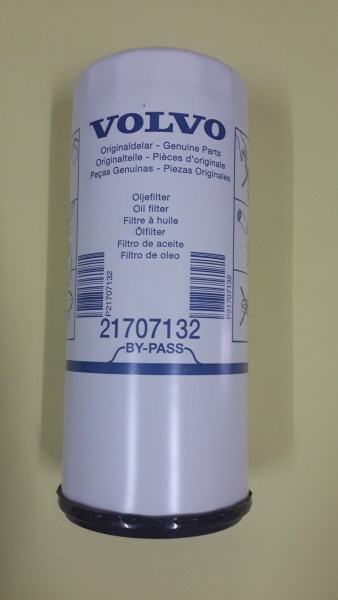 VOLVO
Originaldelar - Genuine Parts
Originalteile - Pièces d'originale
Peças Genuinas - Piezas Originales
Oljefilter
Oil filter
Filtre à huile
Ölfilter
Filtro de aceite
Filtro de oleo
P21707132
P21707132
21707132
BY-PASS